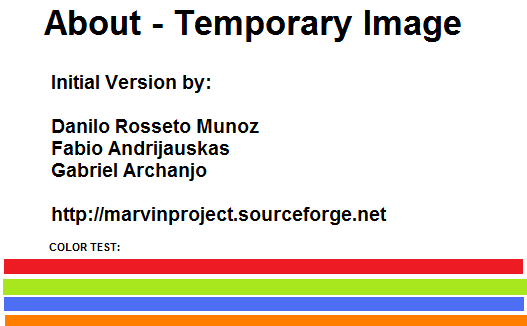 About - Temporary Image
Initial Version by:
Danilo Rosseto Munoz
Fabio Andrijauskas
Gabriel Archanjo
http://marvinproject.sourceforge.net
COLOR TEST: